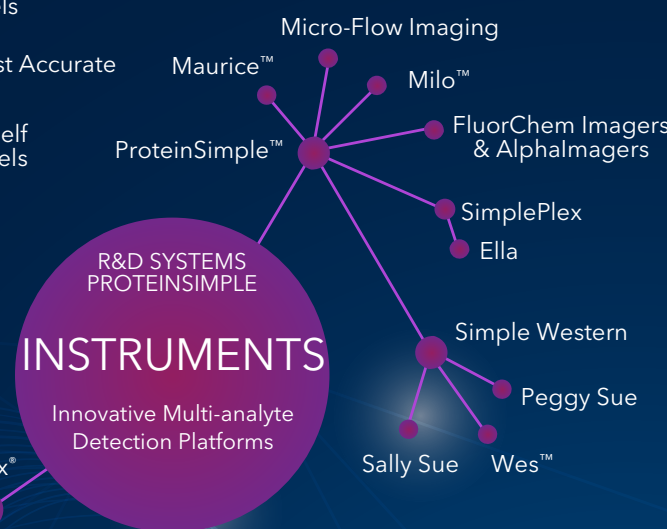 els
Micro-Flow Imaging
st Accurate
Maurice™
Milo™
elf
els
ProteinSimple™
FluorChem Imagers
& AlphaImagers
SimplePlex
Ella
R&D SYSTEMS
PROTEINSIMPLE
INSTRUMENTS
Innovative Multi-analyte
Detection Platforms
Simple Western
Peggy Sue
Sally Sue
Wes™
x®